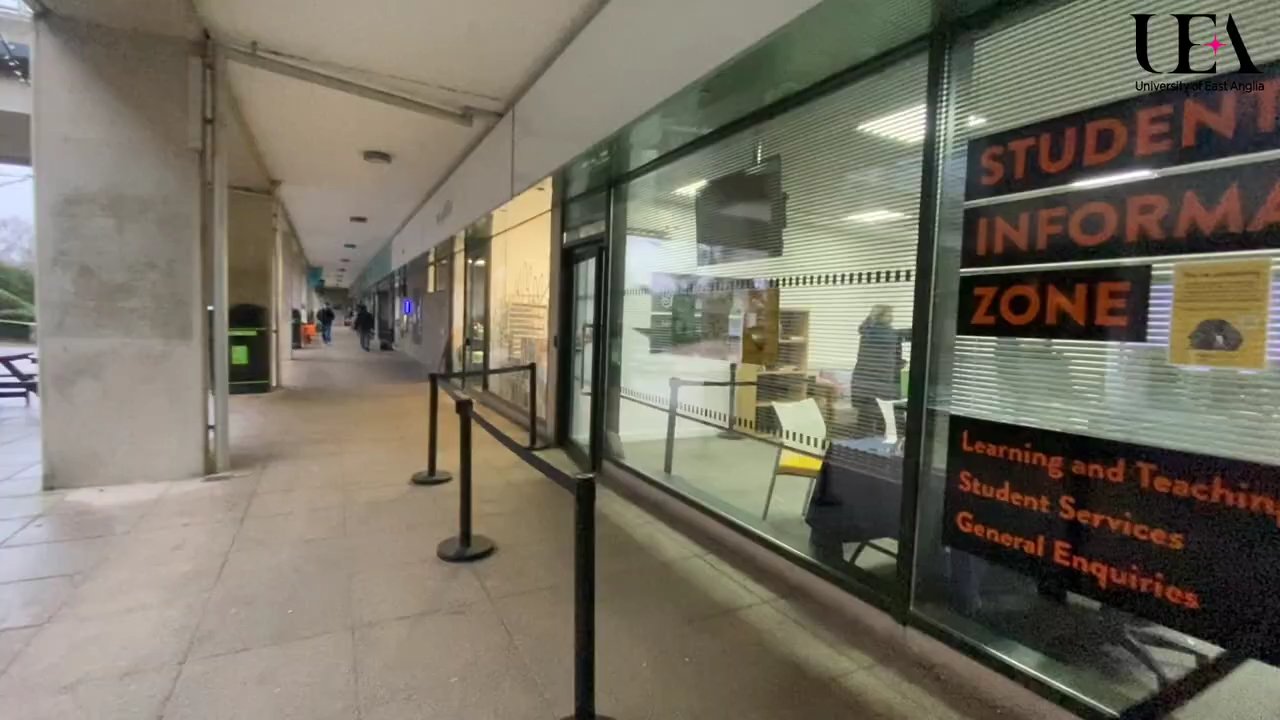 UEA
University of East Anglia
STUDENT
INFORMA
ZONE
Learning and Teaching
Student Services
General Enquiries